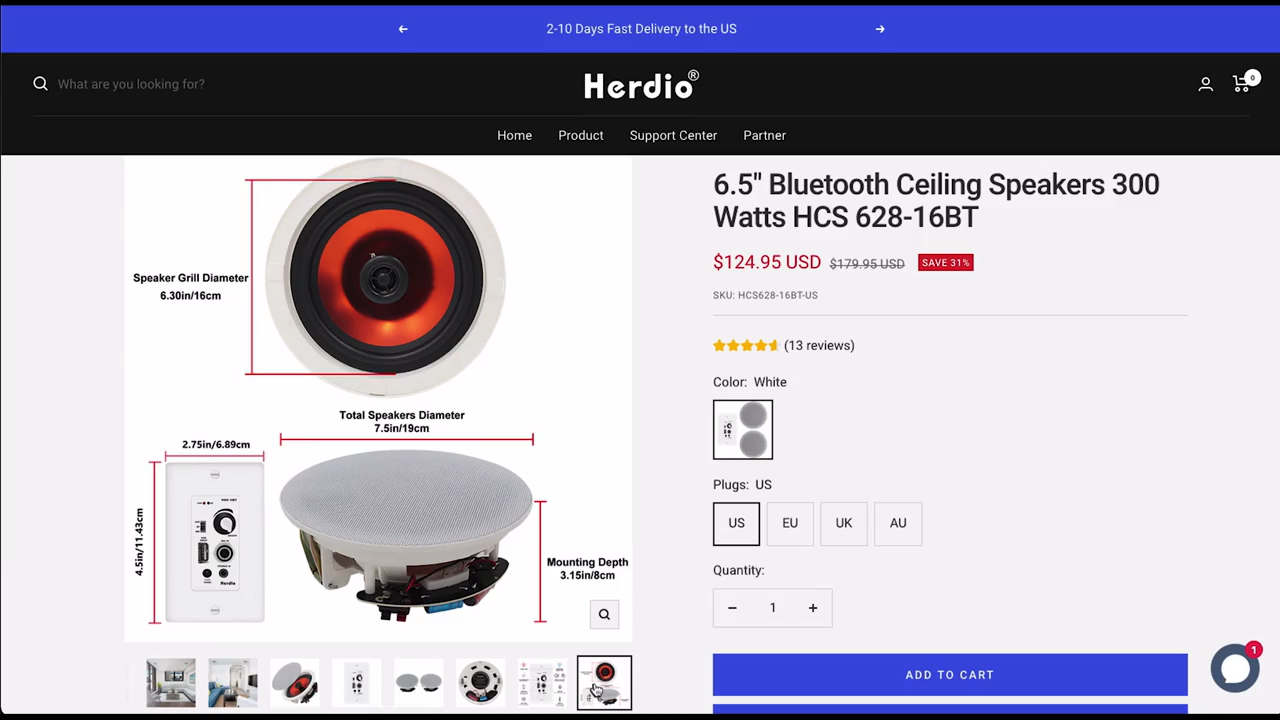 2-10 Days Fast Delivery to the US
What are you looking for?
Herdio®
0
Home
Product
Support Center
Partner
Speaker Grill Diameter
6.30in/16cm
Total Speakers Diameter
7.5in/19cm
2.75in/6.89cm
4.5in/11.43cm
Herdio
Mounting Depth
3.15in/8cm
6.5" Bluetooth Ceiling Speakers 300
Watts HCS 628-16BT
$124.95 USD $179.95 USD SAVE 31%
SKU: HCS628-16BT-US
(13 reviews)
Color: White
Plugs: US
US
EU
UK
AU
Quantity:
1
ADD TO CART
1